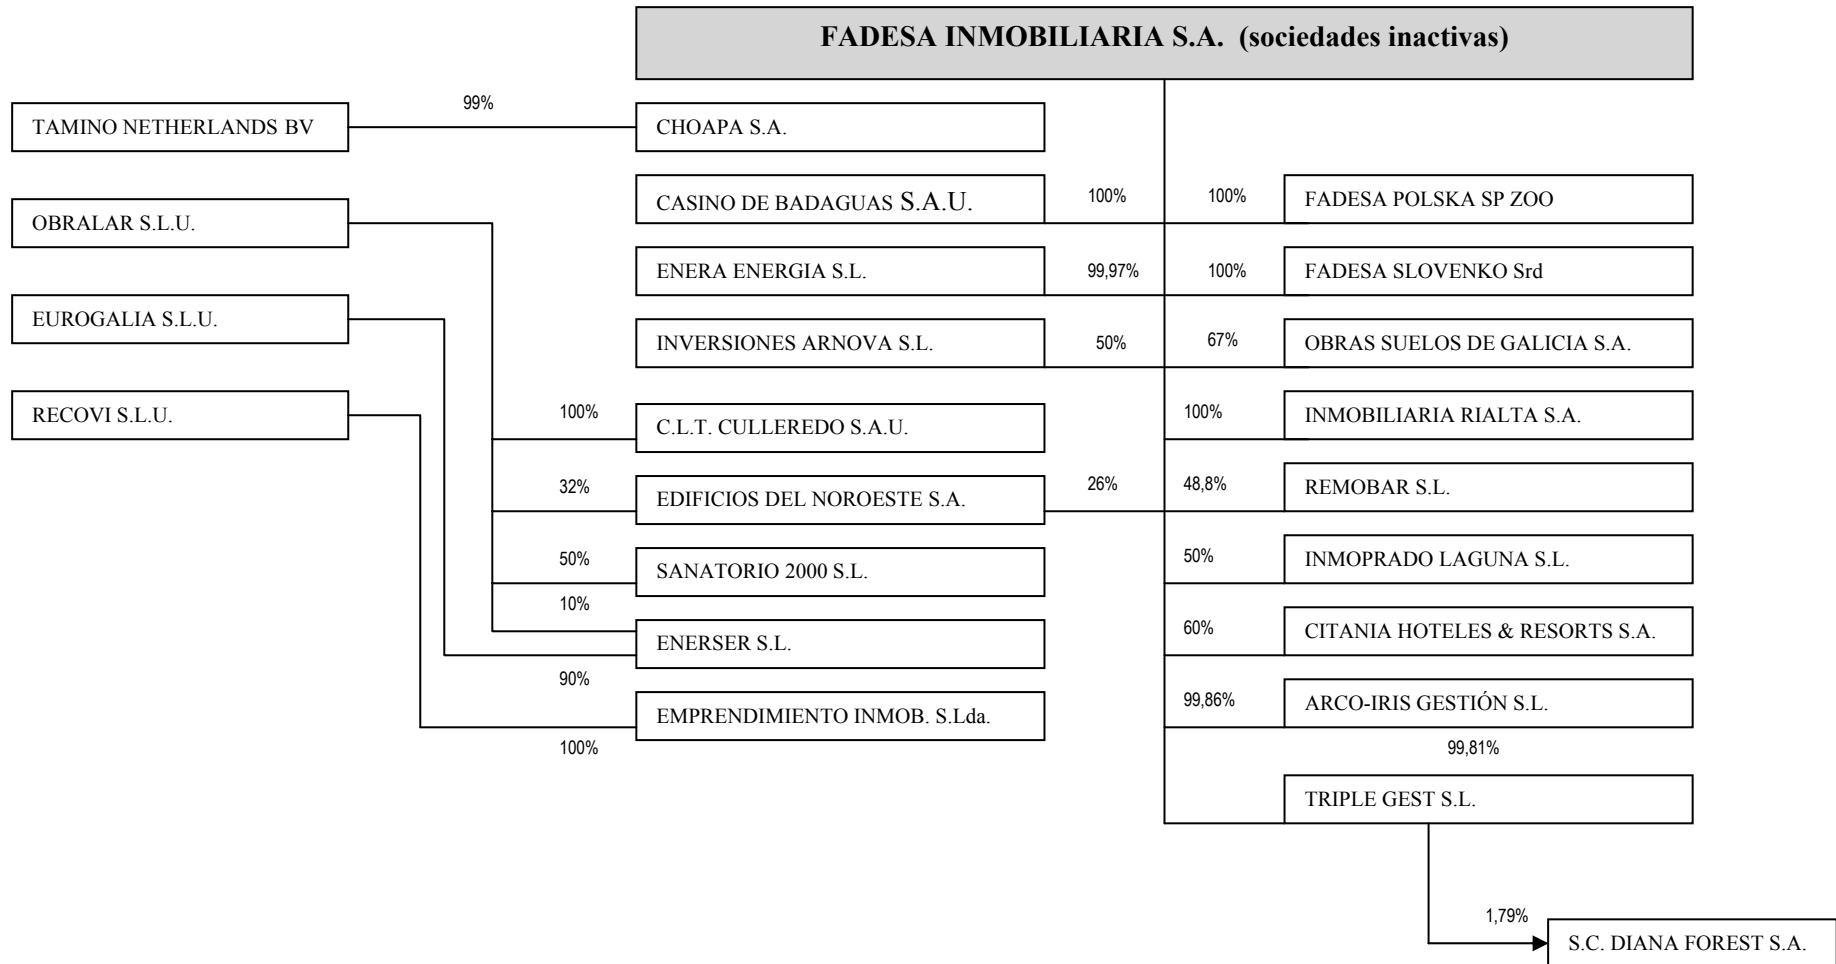 FADESA INMOBILIARIA S.A. (sociedades inactivas)
99%
TAMINO NETHERLANDS BV
CHOAPA S.A.
CASINO DE BADAGUAS S.A.U.
100%
100%
FADESA POLSKA SP ZOO
OBRALAR S.L.U.
ENERA ENERGIA S.L.
99,97%
100%
FADESA SLOVENKO Srd
EUROGALIA S.L.U.
INVERSIONES ARNOVA S.L.
50%
67%
OBRAS SUELOS DE GALICIA S.A.
RECOVI S.L.U.
100%
C.L.T. CULLEREDO S.A.U.
100%
INMOBILIARIA RIALTA S.A.
32%
EDIFICIOS DEL NOROESTE S.A.
26%
48,8%
REMOBAR S.L.
50%
SANATORIO 2000 S.L.
50%
INMOPRADO LAGUNA S.L.
10%
ENERSER S.L.
60%
CITANIA HOTELES & RESORTS S.A.
90%
EMPRENDIMIENTO INMOB. S.Lda.
99,86%
ARCO-IRIS GESTIÓN S.L.
100%
99,81%
TRIPLE GEST S.L.
1,79%
S.C. DIANA FOREST S.A.